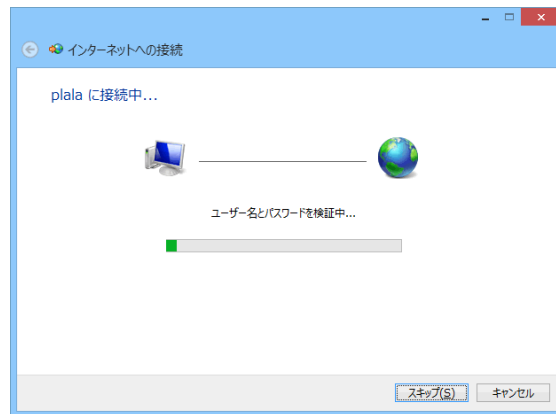 インターネットへの接続
plala に接続中...
ユーザー名とパスワードを検証中...
スキップ(S)
キャンセル